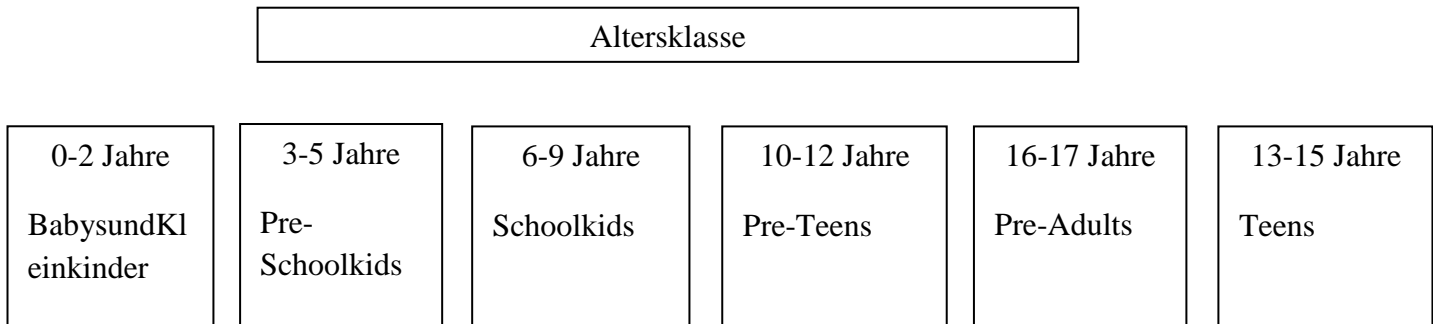 Altersklasse
0-2 Jahre
BabysundKl
einkinder
3-5 Jahre
Pre-
Schoolkids
6-9 Jahre
Schoolkids
10-12 Jahre
Pre-Teens
16-17 Jahre
Pre-Adults
13-15 Jahre
Teens